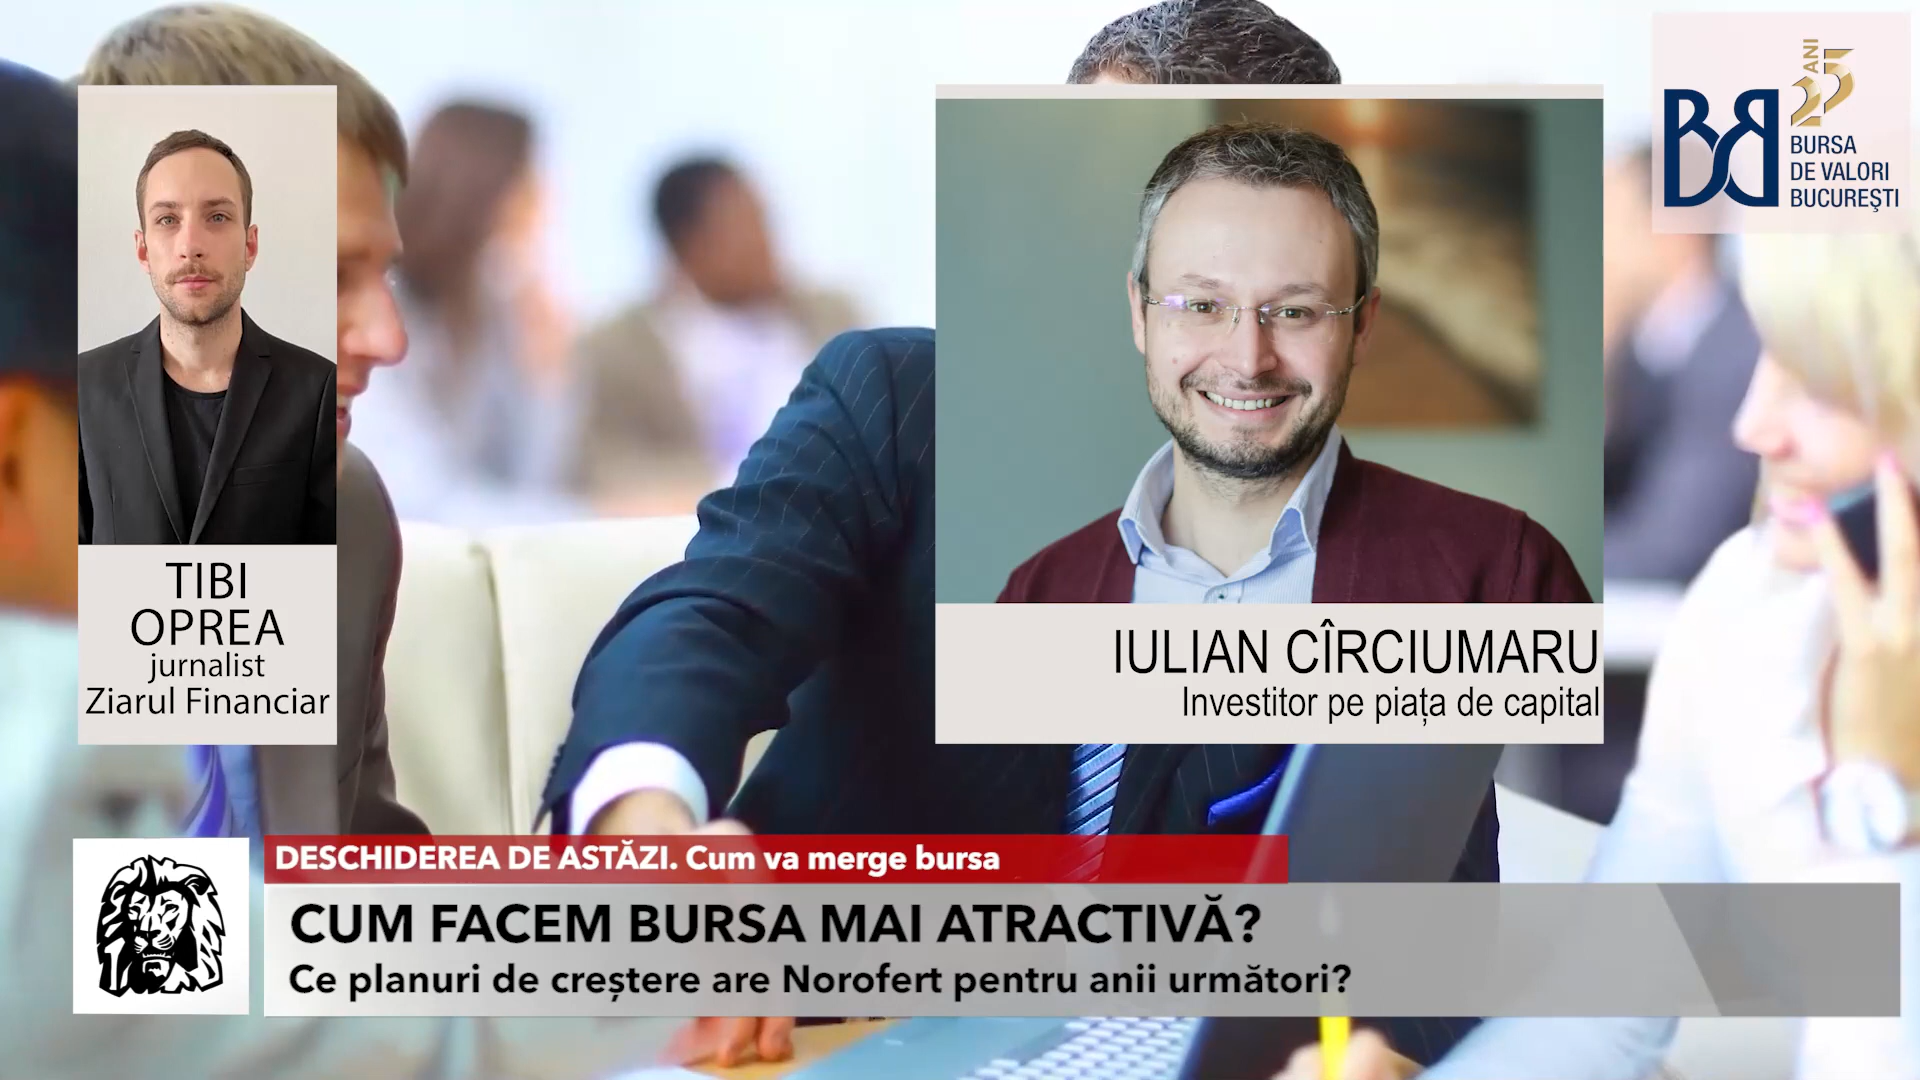 25 ANI
BURSA
DE VALORI
BUCUREŞTI
TIBI
OPREA
jurnalist
Ziarul Financiar
IULIAN CÎRCIUMARU
Investitor pe piața de capital
DESCHIDEREA DE ASTĂZI. Cum va merge bursa
CUM FACEM BURSA MAI ATRACTIVĂ?
Ce planuri de creștere are Norofert pentru anii următori?